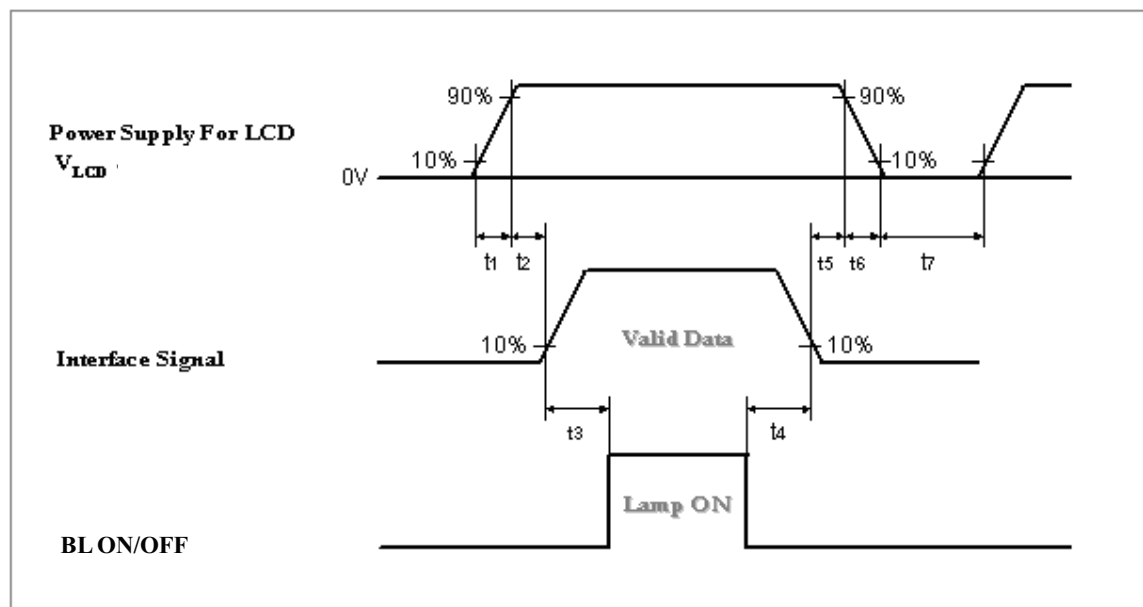 90%
90%
Power Supply For LCD
10%
10%
VLCD
0V
t1 t2 t5 t6 t7
Valid Data
10%
10%
Interface Signal
t3 t4
Lamp ON
BL ON/OFF